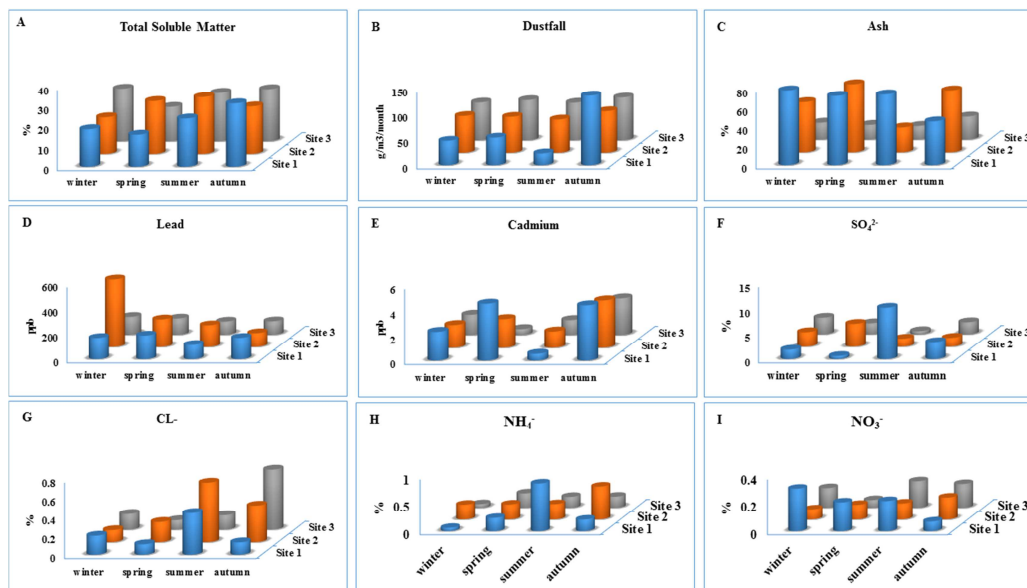 A
Total Soluble Matter
%
40
30
20
10
0
winter spring summer autumn
Site 1
Site 2
Site 3
B
Dustfall
g/m3/month
150
100
50
0
winter spring summer autumn
Site 1
Site 2
Site 3
C
Ash
%
80
60
40
20
0
winter spring summer autumn
Site 1
Site 2
Site 3
D
Lead
ppb
600
400
200
0
winter spring summer autumn
Site 1
Site 2
Site 3
E
Cadmium
ppb
6
4
2
0
winter spring summer autumn
Site 1
Site 2
Site 3
F
SO₄²⁻
%
15
10
5
0
winter spring summer autumn
Site 1
Site 2
Site 3
G
CL-
%
0.8
0.6
0.4
0.2
0
winter spring summer autumn
Site 1
Site 2
Site 3
H
NH₄⁻
%
1
0.5
0
winter spring summer autumn
Site 1
Site 2
Site 3
I
NO₃⁻
%
0.4
0.2
0
winter spring summer autumn
Site 1
Site 2
Site 3